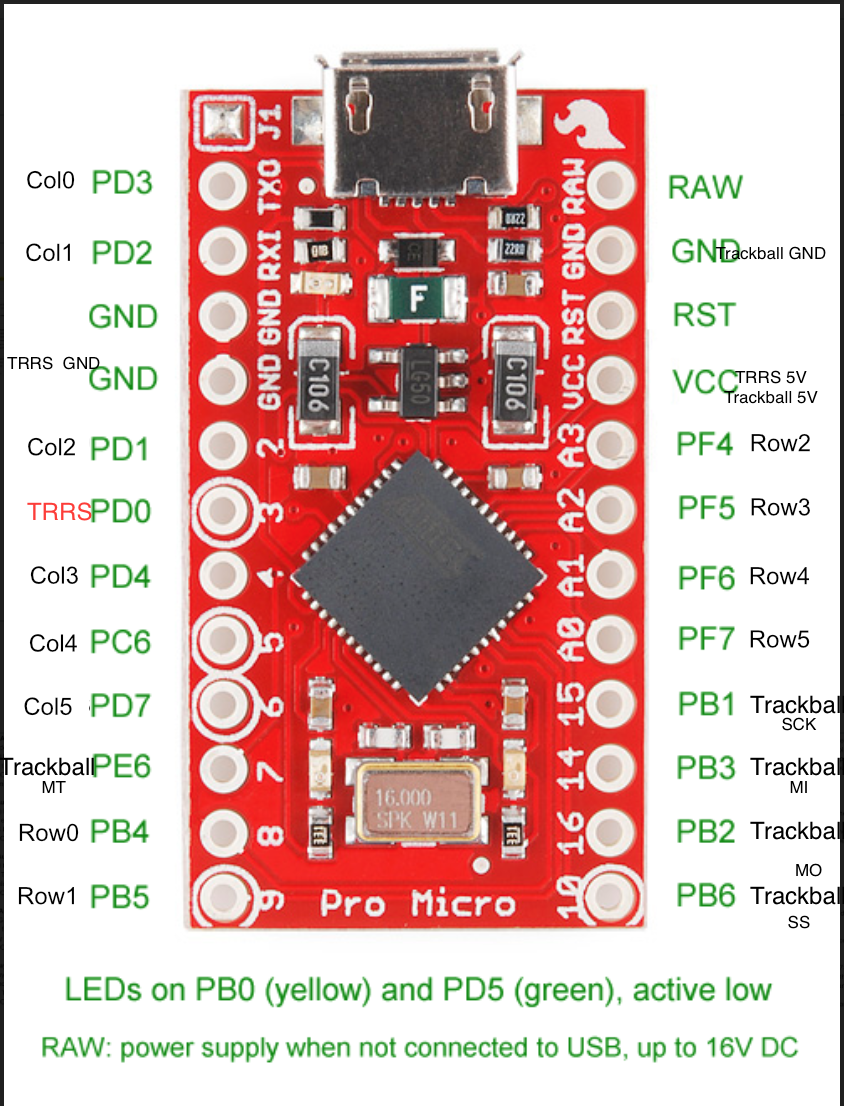 J1
Col0 PD3 TXO RAW RAW
Col1 PD2 RXI GND GND Trackball GND
GND GND RST RST
TRRS GND GND GND VCC VCC TRRS 5V
Trackball 5V
Col2 PD1 2 A3 PF4 Row2
TRRS PD0 3 A2 PF5 Row3
Col3 PD4 4 A1 PF6 Row4
Col4 PC6 5 A0 PF7 Row5
Col5 PD7 6 15 PB1 Trackball
SCK
Trackball PE6 7 14 PB3 Trackball
MT MI
Row0 PB4 8 16 PB2 Trackball
MO
Row1 PB5 9 10 PB6 Trackball
SS
F
C106
LG50
C106
16.000
SPK W11
Pro Micro
LEDs on PB0 (yellow) and PD5 (green), active low
RAW: power supply when not connected to USB, up to 16V DC